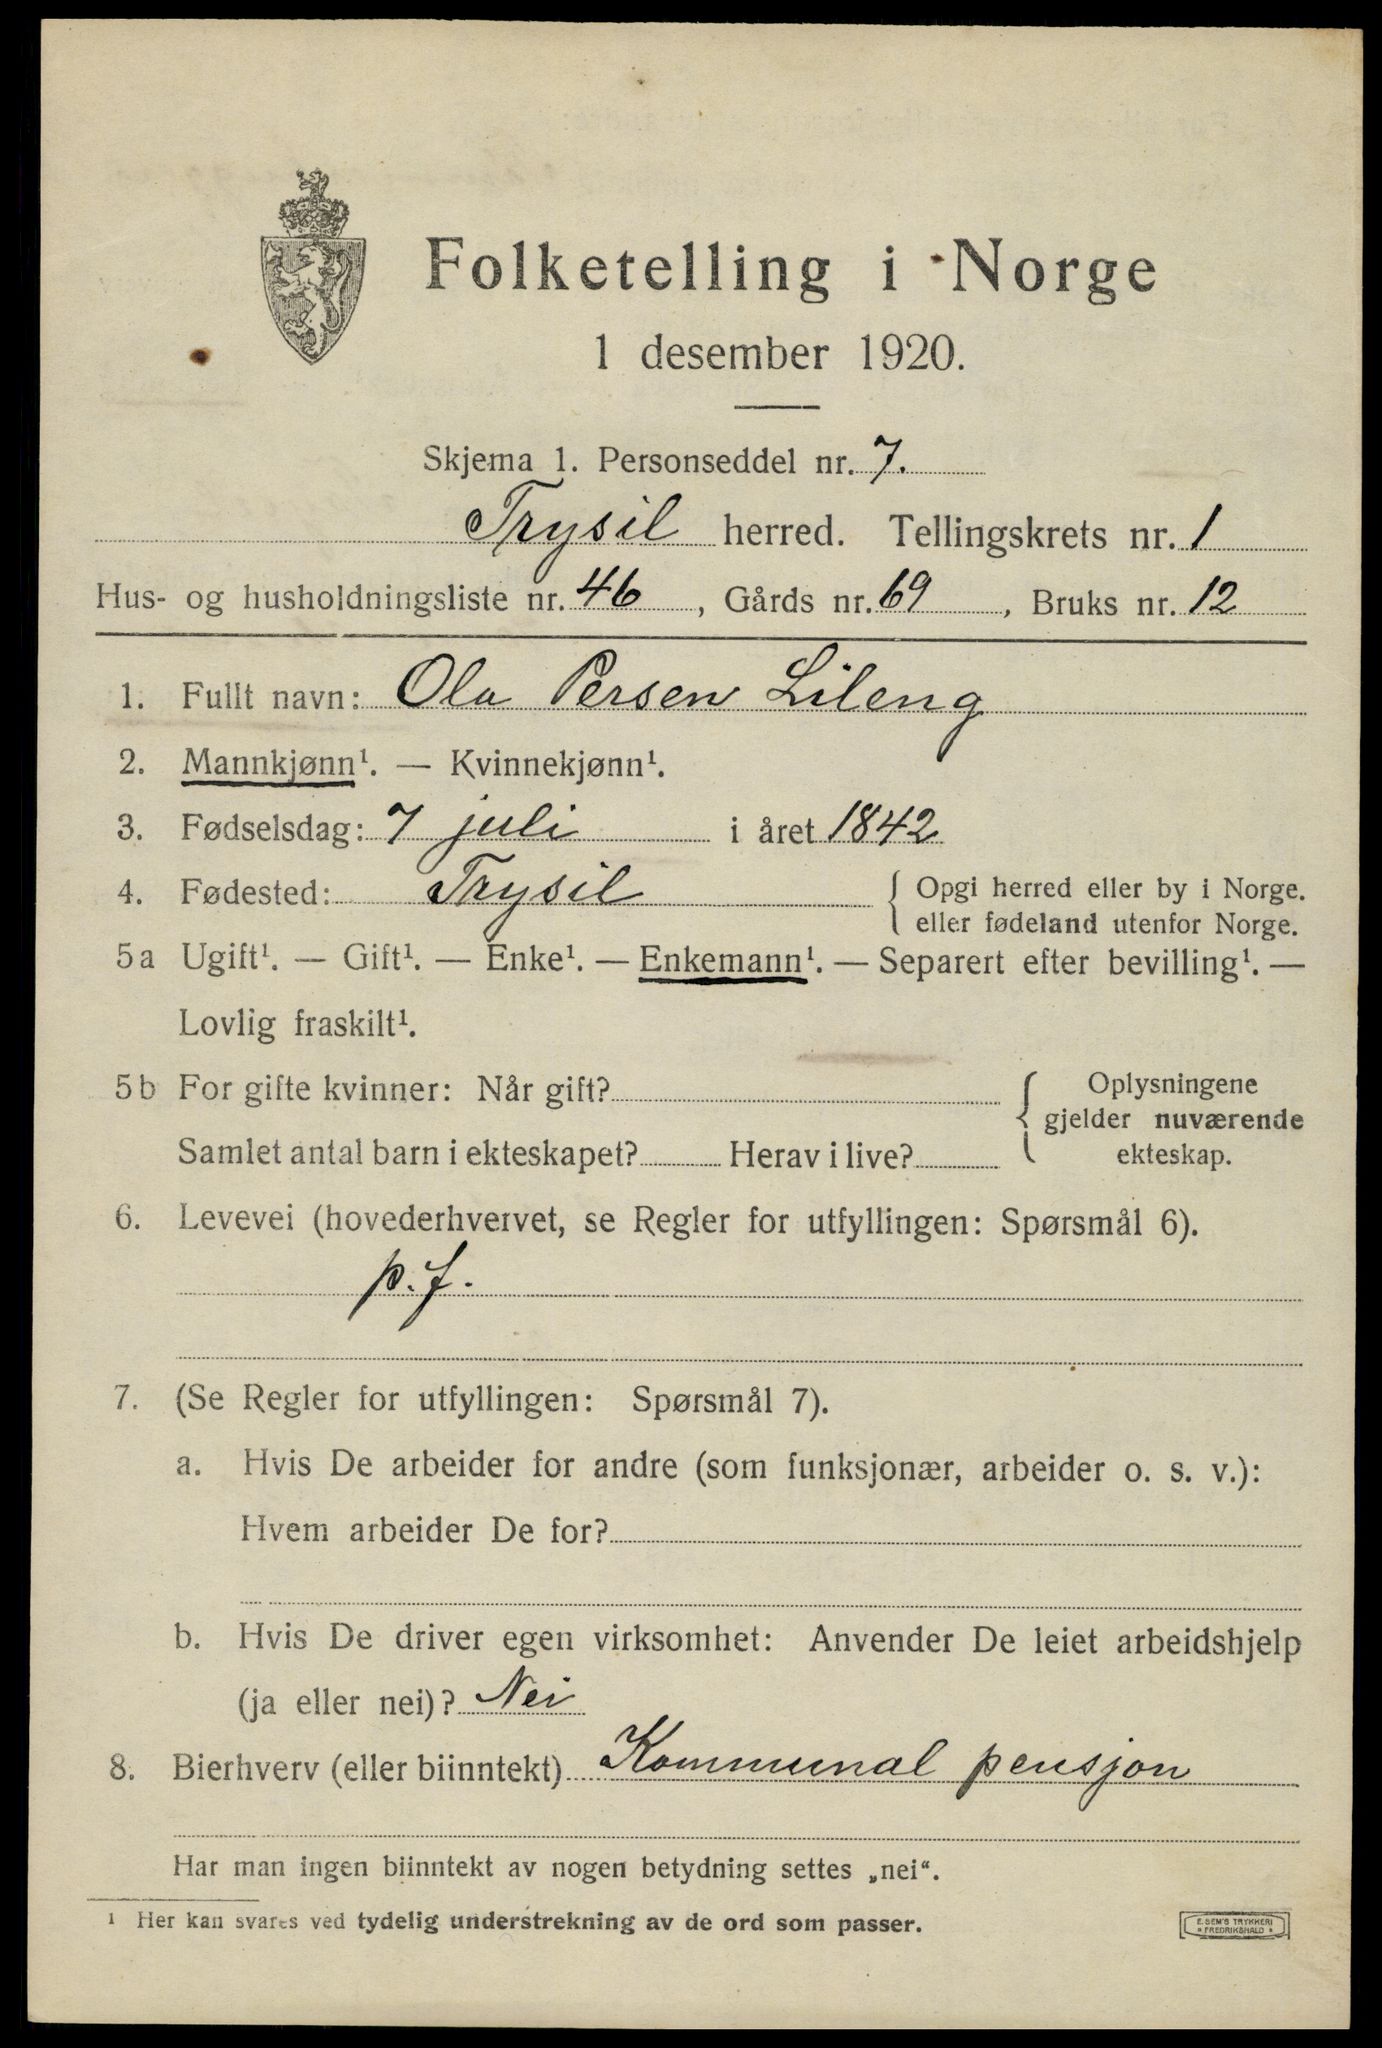 Folketelling i Norge
1 desember 1920.
Skjema 1. Personseddel nr. 7.
Trysil herred. Tellingskrets nr. 1
Hus- og husholdningsliste nr. 46, Gårds nr. 69, Bruks nr. 12
1. Fullt navn: Ola Persen Lileng
2. Mannkjønn¹. — Kvinnekjønn¹.
3. Fødselsdag: 7 juli i året 1842
4. Fødested: Trysil { Opgi herred eller by i Norge.
eller fødeland utenfor Norge.
5a Ugift¹. — Gift¹. — Enke¹. — Enkemann¹. — Separert efter bevilling¹. —
Lovlig fraskilt¹.
5b For gifte kvinner: Når gift? { Oplysningene
gjelder nuværende
Samlet antal barn i ekteskapet? Herav i live? ekteskap.
6. Levevei (hovederhvervet, se Regler for utfyllingen: Spørsmål 6).
p.f.
7. (Se Regler for utfyllingen: Spørsmål 7).
a. Hvis De arbeider for andre (som funksjonær, arbeider o. s. v.):
Hvem arbeider De for?
b. Hvis De driver egen virksomhet: Anvender De leiet arbeidshjelp
(ja eller nei)? Nei
8. Bierhverv (eller biinntekt) Kommunal pensjon
Har man ingen biinntekt av nogen betydning settes „nei“.
¹ Her kan svares ved tydelig understrekning av de ord som passer.
E. SEM'S TRYKKERI
FREDRIKSHALD